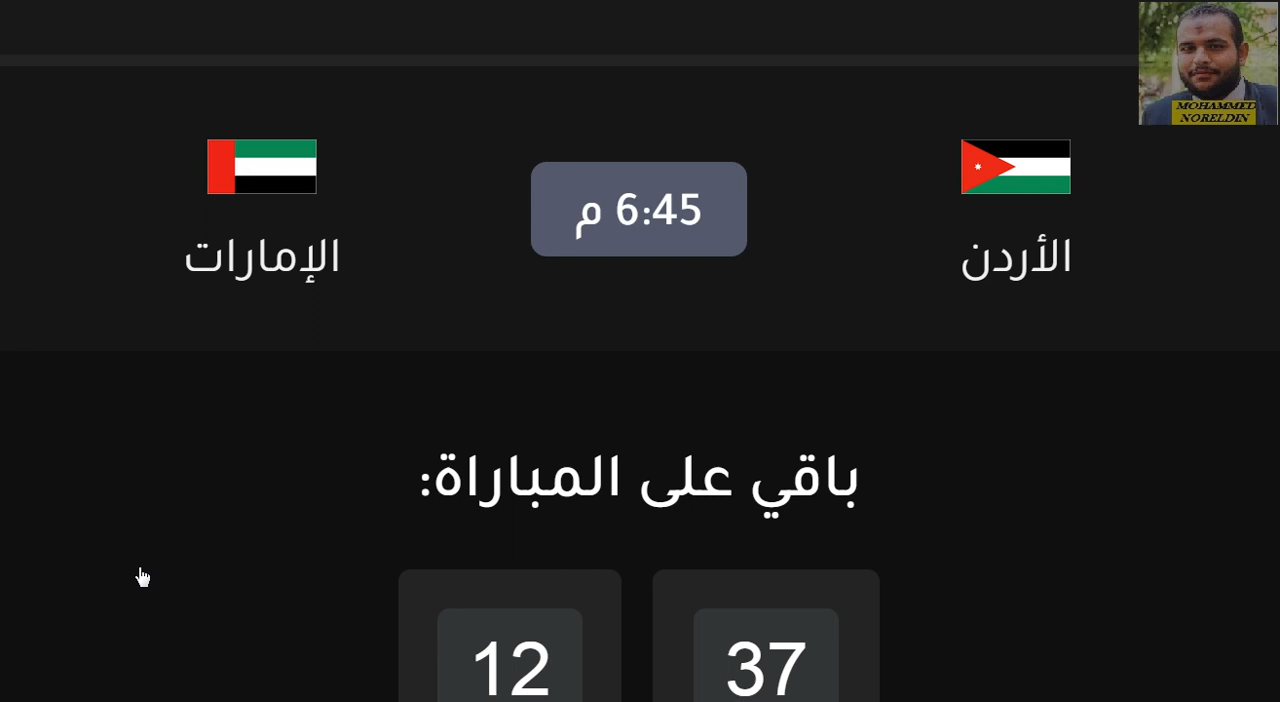 MOHAMMED
NORELDIN
6:45 م
الأردن
الإمارات
باقي على المباراة:
37
12